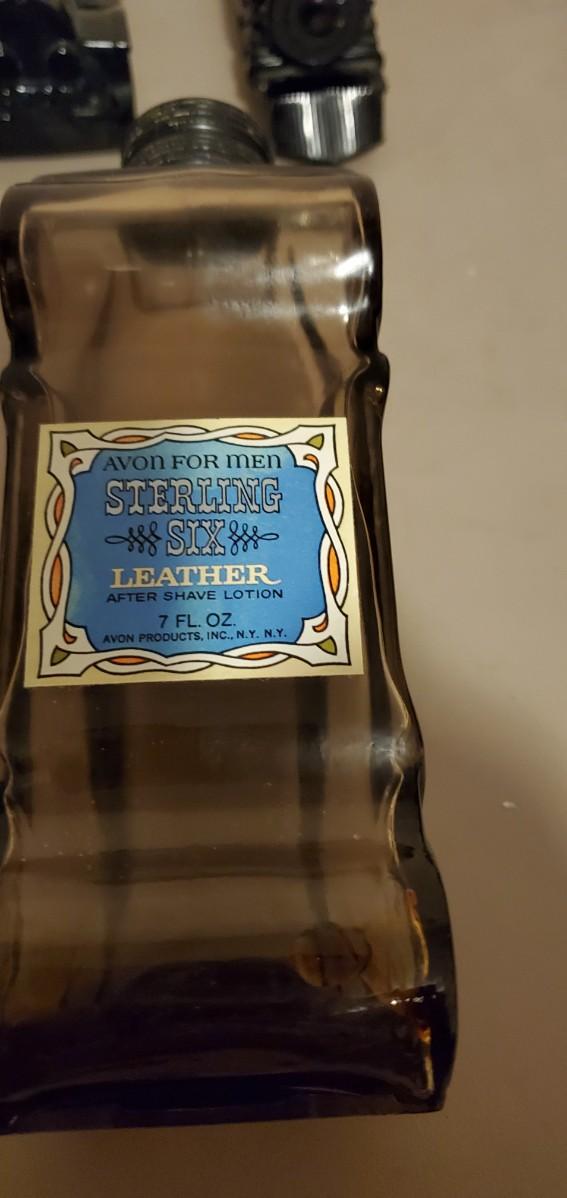 AVON FOR MEN
STERLING
SIX
LEATHER
AFTER SHAVE LOTION
7 FL. OZ.
AVON PRODUCTS, INC., N.Y. N.Y.